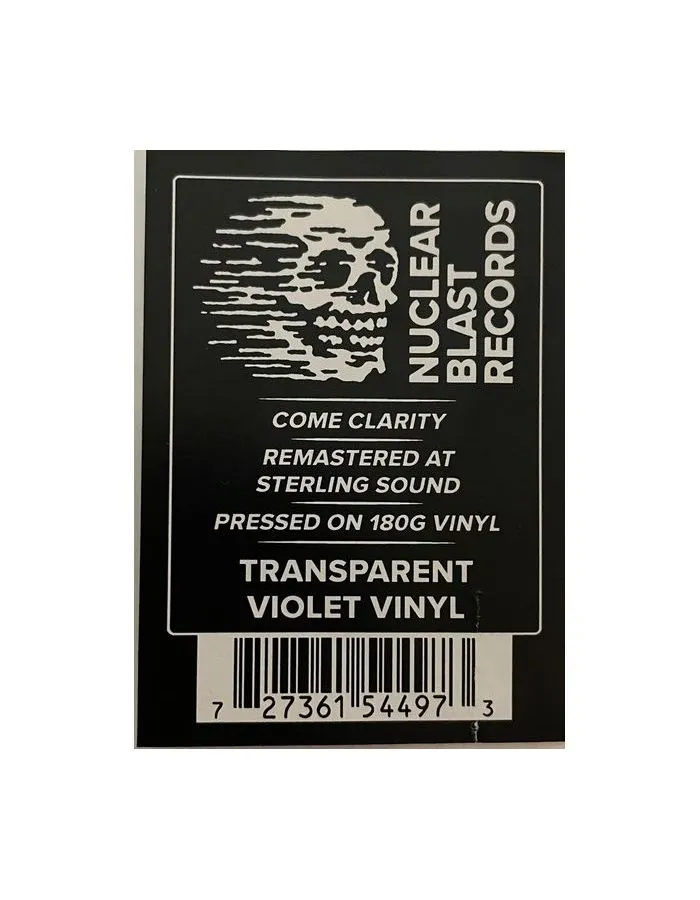 NUCLEAR
BLAST
RECORDS
COME CLARITY
REMASTERED AT
STERLING SOUND
PRESSED ON 180G VINYL
TRANSPARENT
VIOLET VINYL
7 27361 54497 3